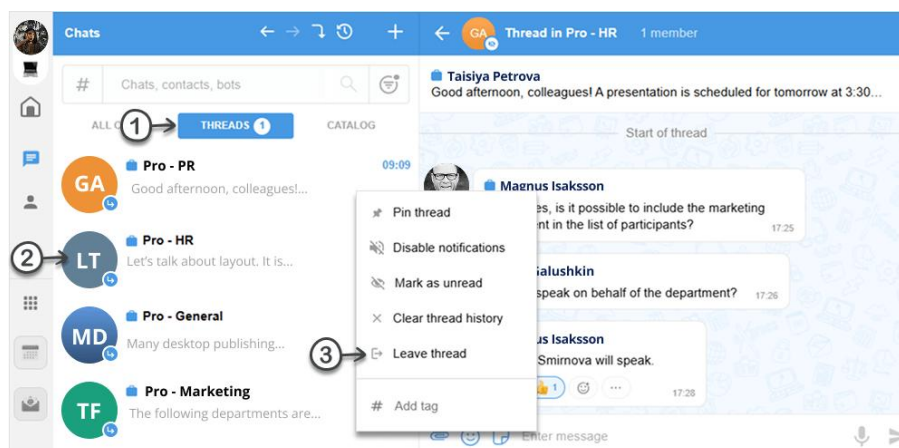 Chats
GA
Thread in Pro - HR
1 member
#
Chats, contacts, bots
Taisiya Petrova
Good afternoon, colleagues! A presentation is scheduled for tomorrow at 3:30...
1
ALL
THREADS 1
CATALOG
Start of thread
GA
Pro - PR
09:09
Good afternoon, colleagues!...
Magnus Isaksson
is it possible to include the marketing
in the list of participants?
17:25
2
LT
Pro - HR
Let's talk about layout. It is...
Pin thread
Disable notifications
Mark as unread
Clear thread history
3
Leave thread
# Add tag
Galushkin
speak on behalf of the department?
17:26
MD
Pro - General
Many desktop publishing...
Isaksson
Smirnova will speak.
👍 1
...
17:28
TF
Pro - Marketing
The following departments are...
Enter message